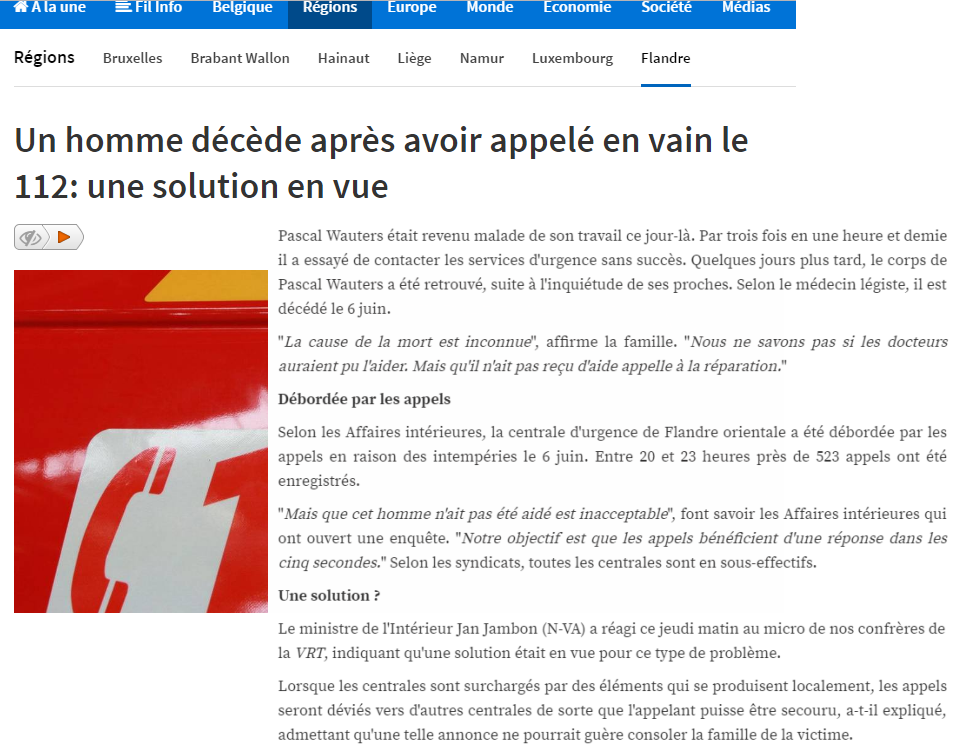 A la une Fil Info Belgique Régions Europe Monde Economie Société Médias
Régions Bruxelles Brabant Wallon Hainaut Liège Namur Luxembourg Flandre
Un homme décède après avoir appelé en vain le
112: une solution en vue
Pascal Wauters était revenu malade de son travail ce jour-là. Par trois fois en une heure et demie
il a essayé de contacter les services d'urgence sans succès. Quelques jours plus tard, le corps de
Pascal Wauters a été retrouvé, suite à l'inquiétude de ses proches. Selon le médecin légiste, il est
décédé le 6 juin.
"La cause de la mort est inconnue", affirme la famille. "Nous ne savons pas si les docteurs
auraient pu l'aider. Mais qu'il n'ait pas reçu d'aide appelle à la réparation."
Débordée par les appels
Selon les Affaires intérieures, la centrale d'urgence de Flandre orientale a été débordée par les
appels en raison des intempéries le 6 juin. Entre 20 et 23 heures près de 523 appels ont été
enregistrés.
"Mais que cet homme n'ait pas été aidé est inacceptable", font savoir les Affaires intérieures qui
ont ouvert une enquête. "Notre objectif est que les appels bénéficient d'une réponse dans les
cinq secondes." Selon les syndicats, toutes les centrales sont en sous-effectifs.
Une solution ?
Le ministre de l'Intérieur Jan Jambon (N-VA) a réagi ce jeudi matin au micro de nos confrères de
la VRT, indiquant qu'une solution était en vue pour ce type de problème.
Lorsque les centrales sont surchargés par des éléments qui se produisent localement, les appels
seront déviés vers d'autres centrales de sorte que l'appelant puisse être secouru, a-t-il expliqué,
admettant qu'une telle annonce ne pourrait guère consoler la famille de la victime.